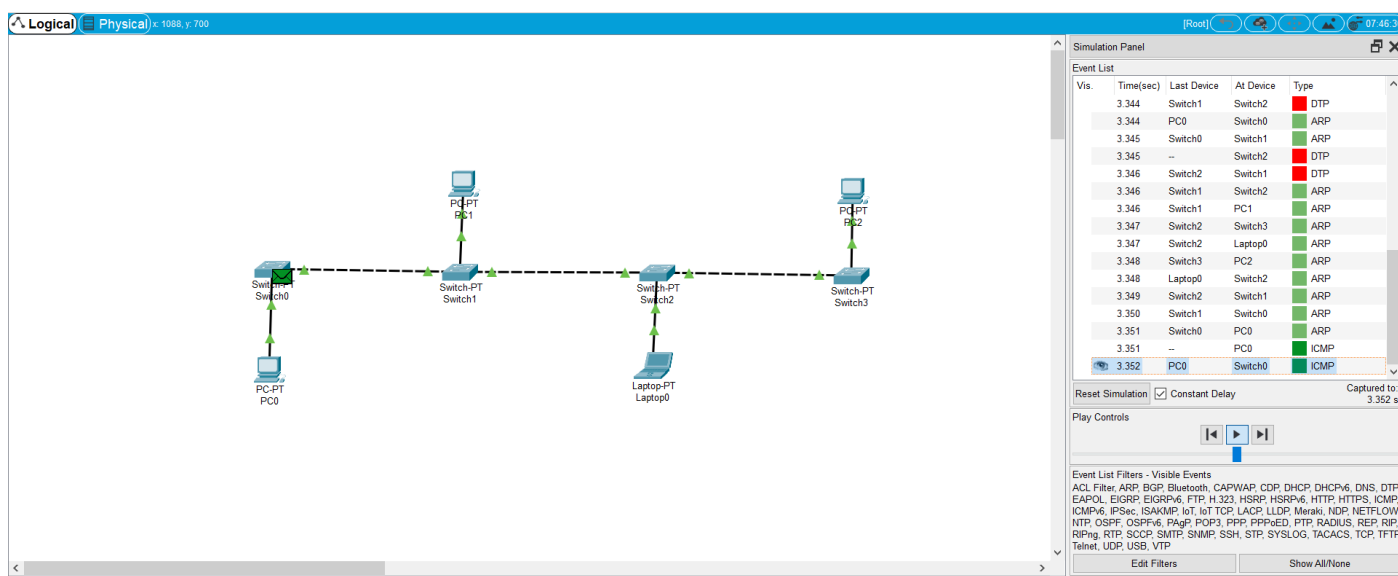 Logical Physical x: 1088, y: 700 [Root] 07:46:3
Simulation Panel
Event List
Vis. Time(sec) Last Device At Device Type
3.344 Switch1 Switch2 DTP
3.344 PC0 Switch0 ARP
3.345 Switch0 Switch1 ARP
3.345 -- Switch2 DTP
3.346 Switch2 Switch1 DTP
3.346 Switch1 Switch2 ARP
3.346 Switch1 PC1 ARP
3.347 Switch2 Switch3 ARP
3.347 Switch2 Laptop0 ARP
3.348 Switch3 PC2 ARP
3.348 Laptop0 Switch2 ARP
3.349 Switch2 Switch1 ARP
3.350 Switch1 Switch0 ARP
3.351 Switch0 PC0 ARP
3.351 -- PC0 ICMP
3.352 PC0 Switch0 ICMP
Reset Simulation Constant Delay Captured to:
3.352 s
Play Controls
Event List Filters - Visible Events
ACL Filter, ARP, BGP, Bluetooth, CAPWAP, CDP, DHCP, DHCPv6, DNS, DTP,
EAPOL, EIGRP, EIGRPv6, FTP, H.323, HSRP, HSRPv6, HTTP, HTTPS, ICMP,
ICMPv6, IPSec, ISAKMP, IoT, IoT TCP, LACP, LLDP, Meraki, NDP, NETFLOW,
NTP, OSPF, OSPFv6, PAgP, POP3, PPP, PPPoED, PTP, RADIUS, REP, RIP,
RIPng, RTP, SCCP, SMTP, SNMP, SSH, STP, SYSLOG, TACACS, TCP, TFTP,
Telnet, UDP, USB, VTP
Edit Filters Show All/None
PC-PT
PC1
PC-PT
PC2
Switch-PT
Switch0
Switch-PT
Switch1
Switch-PT
Switch2
Switch-PT
Switch3
PC-PT
PC0
Laptop-PT
Laptop0